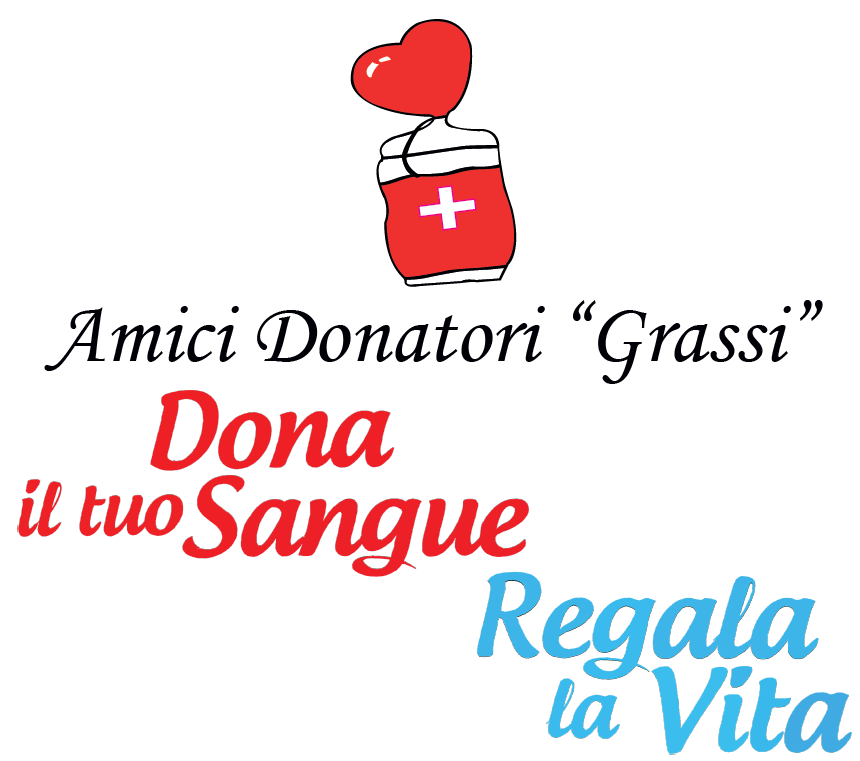 Amici Donatori “Grassi”
Dona
il tuo Sangue
Regala
la Vita